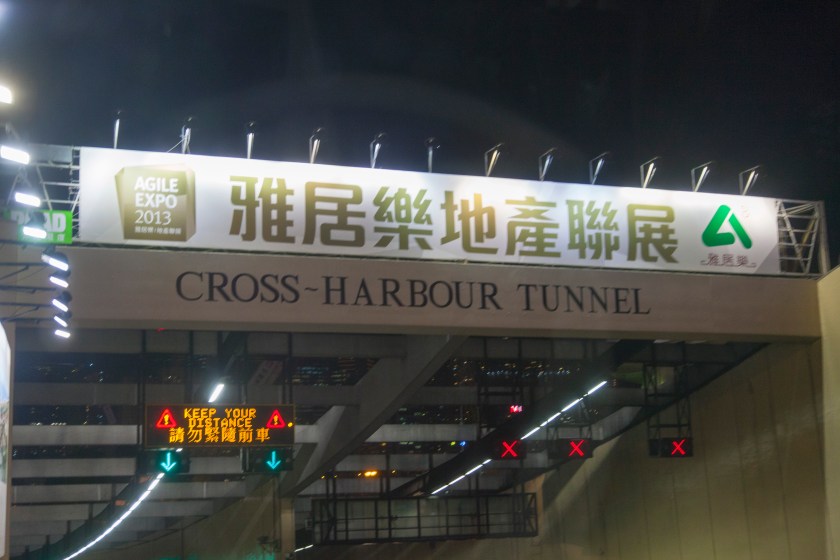 AGILE
EXPO
2013
雅居樂地產聯展
雅居樂
CROSS~HARBOUR TUNNEL
KEEP YOUR
DISTANCE
請勿緊隨前車